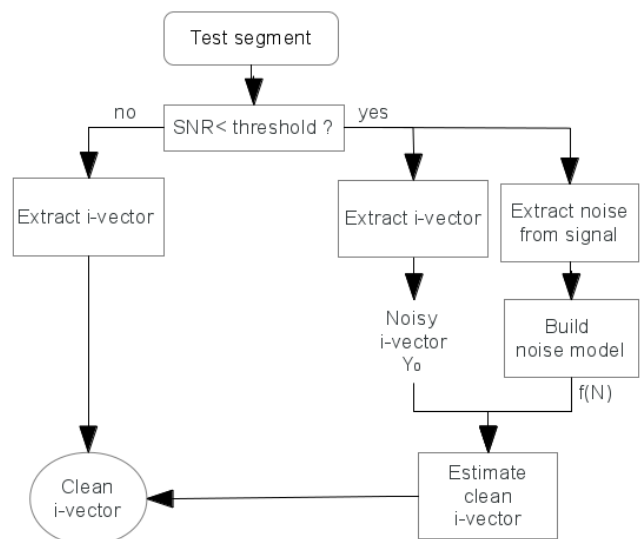 Test segment
no
SNR< threshold ?
yes
Extract i-vector
Extract i-vector
Extract noise
from signal
Noisy
i-vector
Y₀
Build
noise model
f(N)
Clean
i-vector
Estimate
clean
i-vector